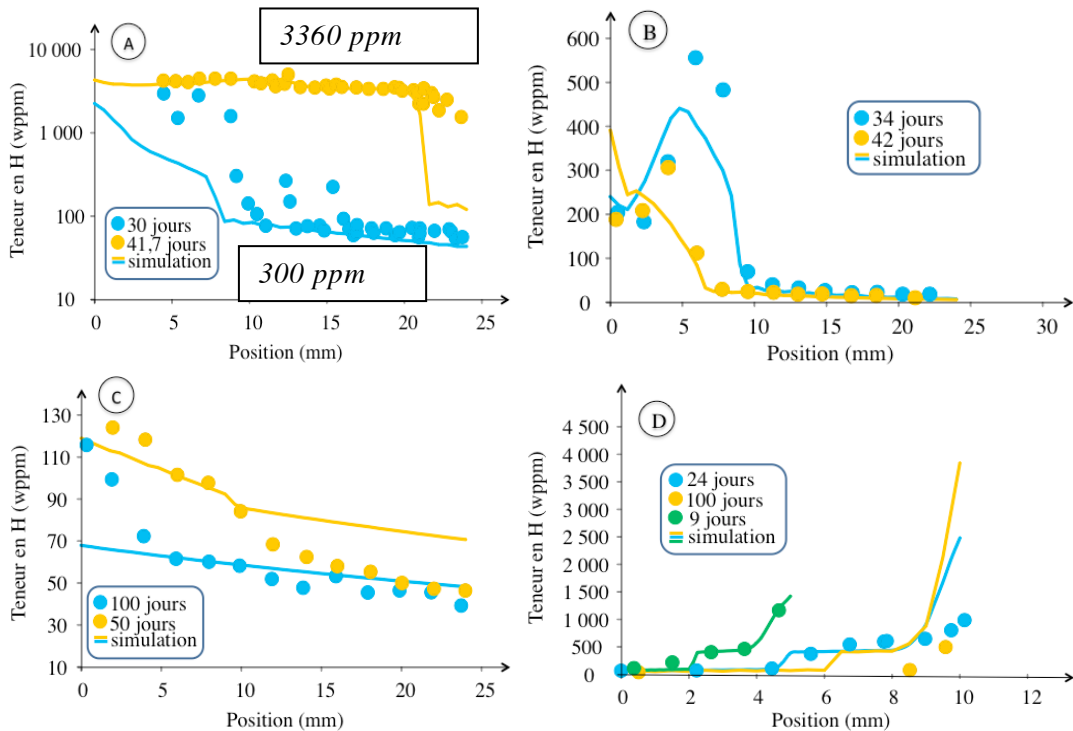 A
3360 ppm
Teneur en H (wppm)
10 000
1 000
100
10
30 jours
41,7 jours
simulation
300 ppm
0 5 10 15 20 25
Position (mm)
B
Teneur en H (wppm)
600
500
400
300
200
100
0
34 jours
42 jours
simulation
0 5 10 15 20 25 30
Position (mm)
C
Teneur en H (wppm)
130
110
90
70
50
30
10
100 jours
50 jours
simulation
0 5 10 15 20 25
Position (mm)
D
Teneur en H (wppm)
4 500
4 000
3 500
3 000
2 500
2 000
1 500
1 000
500
0
24 jours
100 jours
9 jours
simulation
0 2 4 6 8 10 12
Position (mm)